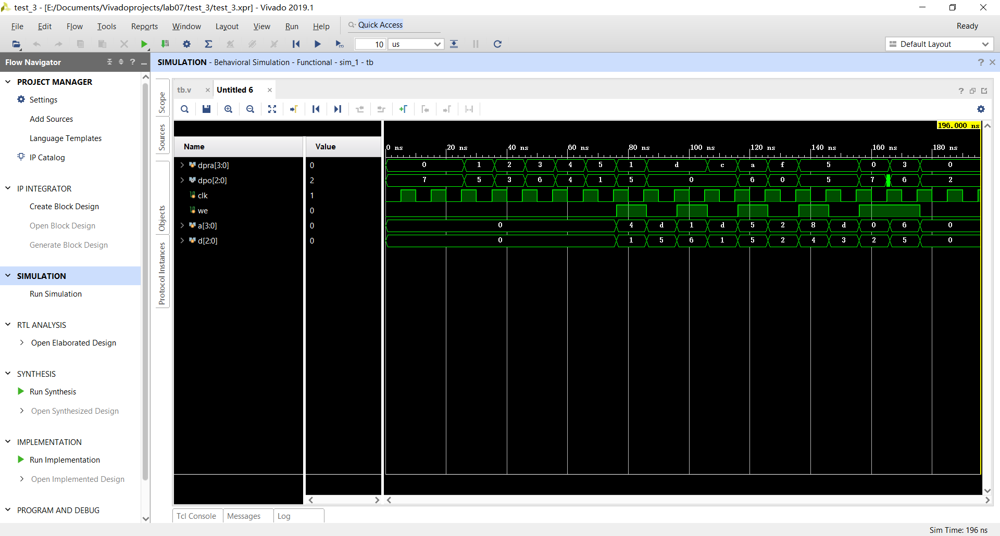 test_3 - [E:/Documents/Vivadoprojects/lab07/test_3/test_3.xpr] - Vivado 2019.1
File Edit Flow Tools Reports Window Layout View Run Help Quick Access Ready
10 us Default Layout
Flow Navigator
PROJECT MANAGER
Settings
Add Sources
Language Templates
IP Catalog
IP INTEGRATOR
Create Block Design
Open Block Design
Generate Block Design
SIMULATION
Run Simulation
RTL ANALYSIS
Open Elaborated Design
SYNTHESIS
Run Synthesis
Open Synthesized Design
IMPLEMENTATION
Run Implementation
Open Implemented Design
PROGRAM AND DEBUG
SIMULATION - Behavioral Simulation - Functional - sim_1 - tb
Scope
Sources
Objects
Protocol Instances
tb.v Untitled 6
196.000 ns
Name Value
0 ns 20 ns 40 ns 60 ns 80 ns 100 ns 120 ns 140 ns 160 ns 180 ns
dpra[3:0] 0 0 1 2 3 4 5 1 d c a f 5 0 3 0
dpo[2:0] 2 7 5 3 6 4 1 5 0 6 0 5 7 6 2
clk 1
we 0
a[3:0] 0 0 4 d 1 d 5 2 8 d 0 6 0
d[2:0] 0 0 1 5 6 1 5 2 4 3 2 5 0
Tcl Console Messages Log
Sim Time: 196 ns